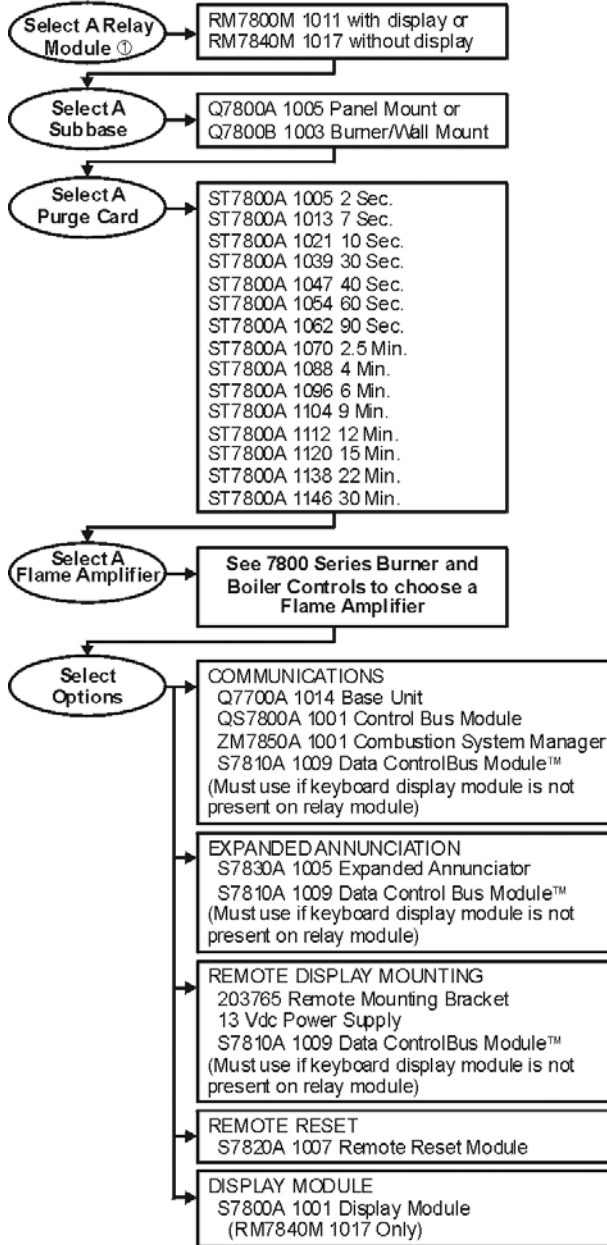 Select A Relay
Module ①
RM7800M 1011 with display or
RM7840M 1017 without display
Select A
Subbase
Q7800A 1005 Panel Mount or
Q7800B 1003 Burner/Wall Mount
Select A
Purge Card
ST7800A 1005 2 Sec.
ST7800A 1013 7 Sec.
ST7800A 1021 10 Sec.
ST7800A 1039 30 Sec.
ST7800A 1047 40 Sec.
ST7800A 1054 60 Sec.
ST7800A 1062 90 Sec.
ST7800A 1070 2.5 Min.
ST7800A 1088 4 Min.
ST7800A 1096 6 Min.
ST7800A 1104 9 Min.
ST7800A 1112 12 Min.
ST7800A 1120 15 Min.
ST7800A 1138 22 Min.
ST7800A 1146 30 Min.
Select A
Flame Amplifier
See 7800 Series Burner and
Boiler Controls to choose a
Flame Amplifier
Select
Options
COMMUNICATIONS
Q7700A 1014 Base Unit
QS7800A 1001 Control Bus Module
ZM7850A 1001 Combustion System Manager
S7810A 1009 Data ControlBus Module™
(Must use if keyboard display module is not
present on relay module)
EXPANDED ANNUNCIATION
S7830A 1005 Expanded Annunciator
S7810A 1009 Data Control Bus Module™
(Must use if keyboard display module is not
present on relay module)
REMOTE DISPLAY MOUNTING
203765 Remote Mounting Bracket
13 Vdc Power Supply
S7810A 1009 Data ControlBus Module™
(Must use if keyboard display module is not
present on relay module)
REMOTE RESET
S7820A 1007 Remote Reset Module
DISPLAY MODULE
S7800A 1001 Display Module
(RM7840M 1017 Only)